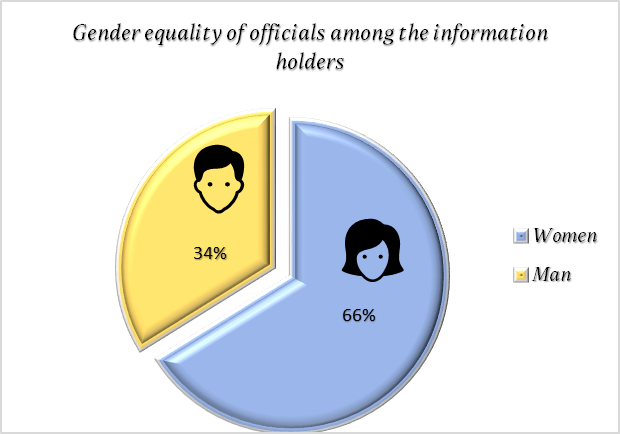 Gender equality of officials among the information
holders
34%
66%
Women
Man